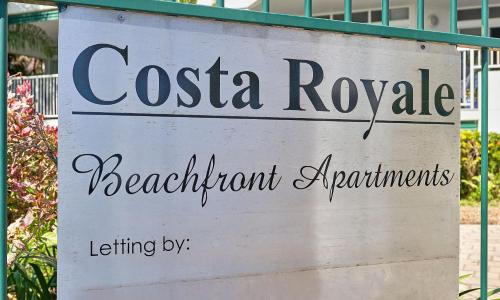 Costa Royale
Beachfront Apartments
Letting by: